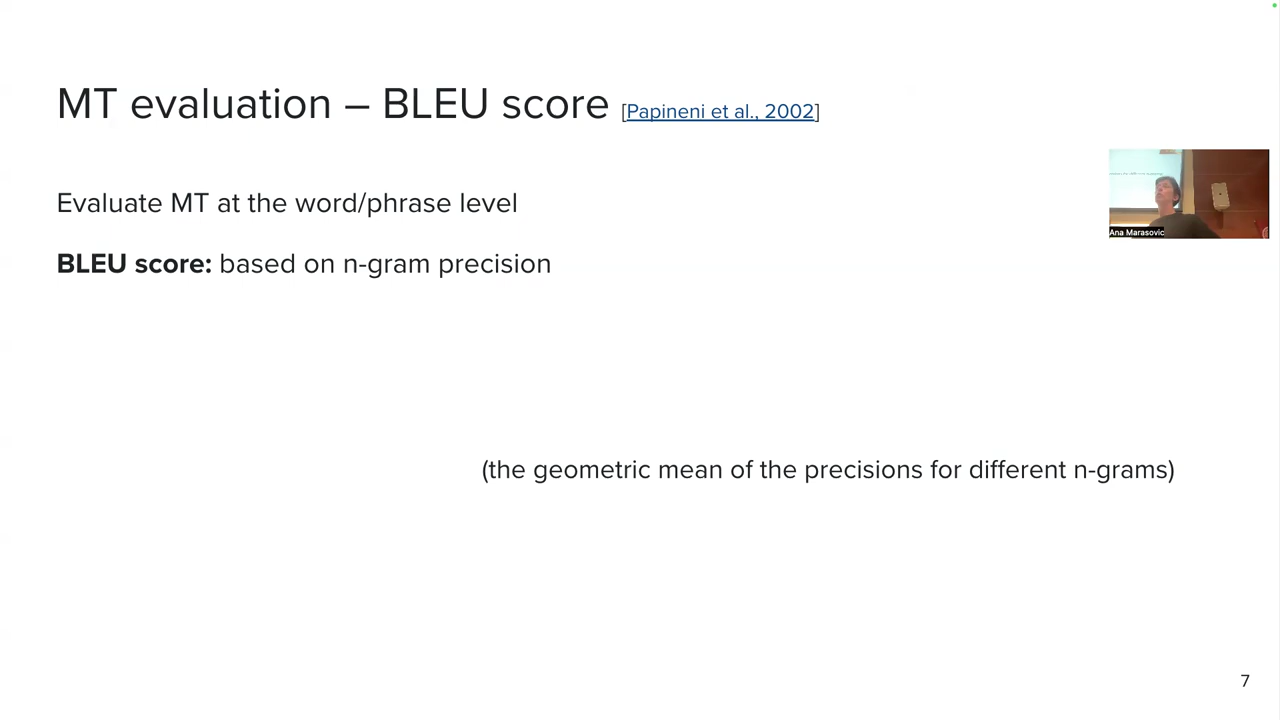 MT evaluation – BLEU score [Papineni et al., 2002]
Evaluate MT at the word/phrase level
Ana Marasovic
BLEU score: based on n-gram precision
(the geometric mean of the precisions for different n-grams)
7